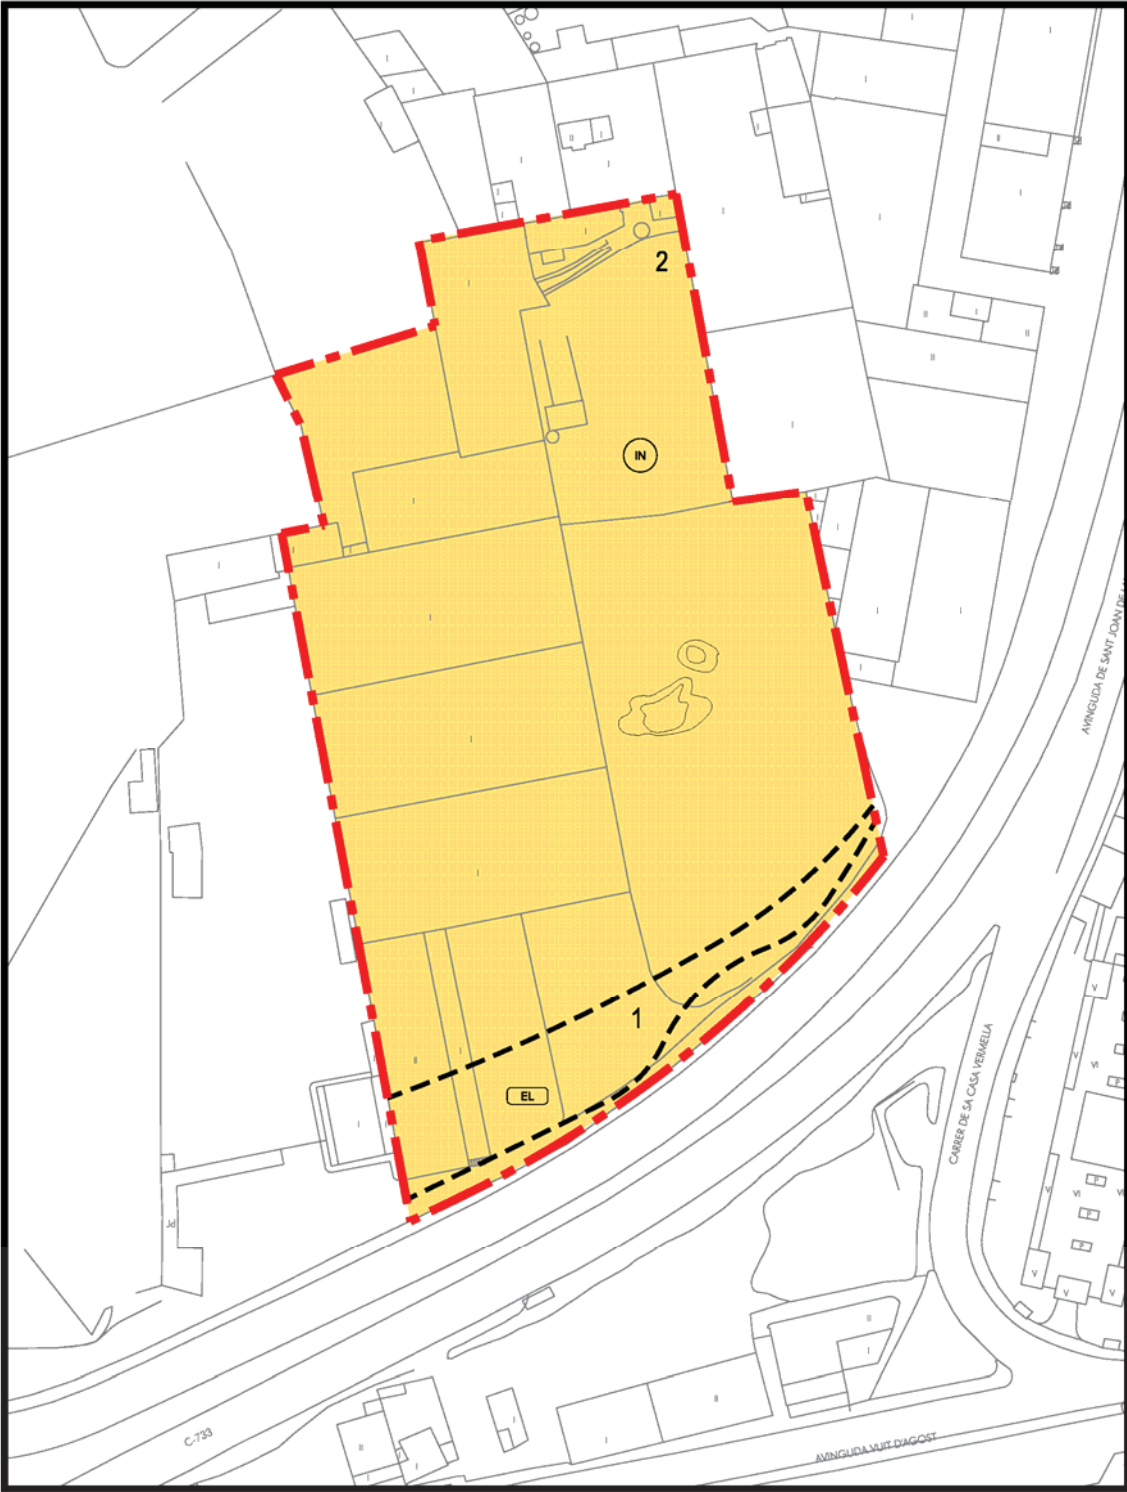 2
IN
AVINGUDA DE SANT JOAN DE
1
EL
CARRER DE SA CASA VERMELLA
C-733
AVINGUDA VUIT D'AGOST